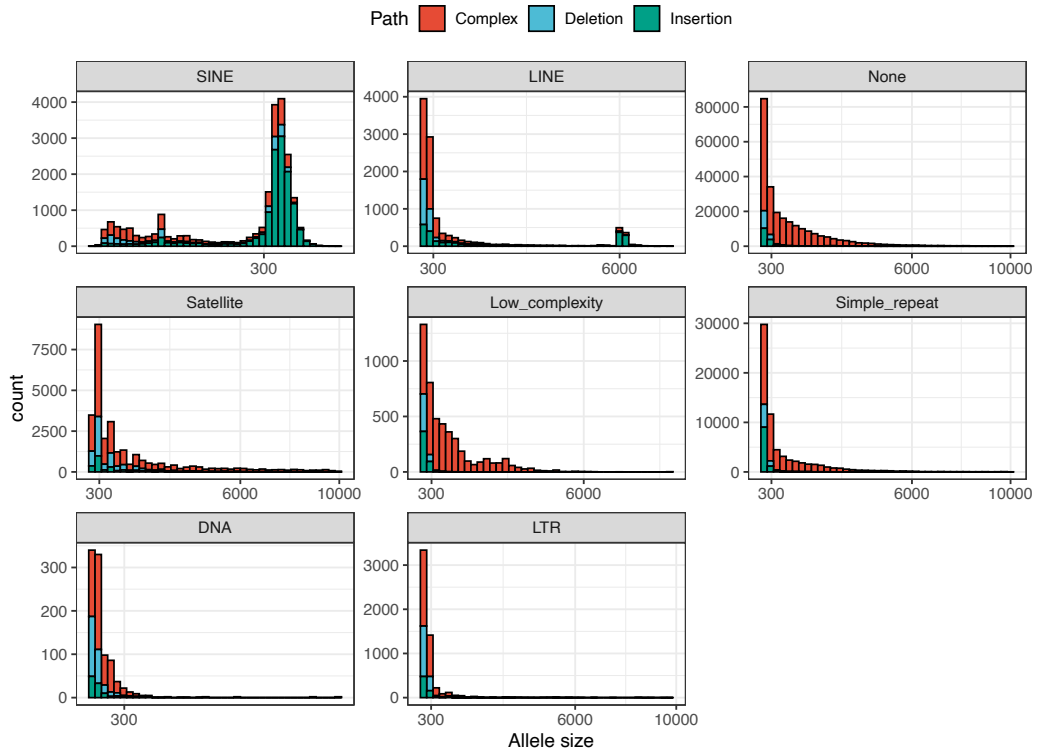 Path Complex Deletion Insertion
SINE LINE None
4000 4000 80000
3000 3000 60000
2000 2000 40000
1000 1000 20000
0 0 0
300 300 6000 300 6000 10000
Satellite Low_complexity Simple_repeat
7500 1000 30000
5000 500 20000
2500 10000
0 0 0
300 6000 10000 300 6000 300 6000 10000
count
DNA LTR
300 3000
200 2000
100 1000
0 0
300 300 6000 10000
Allele size